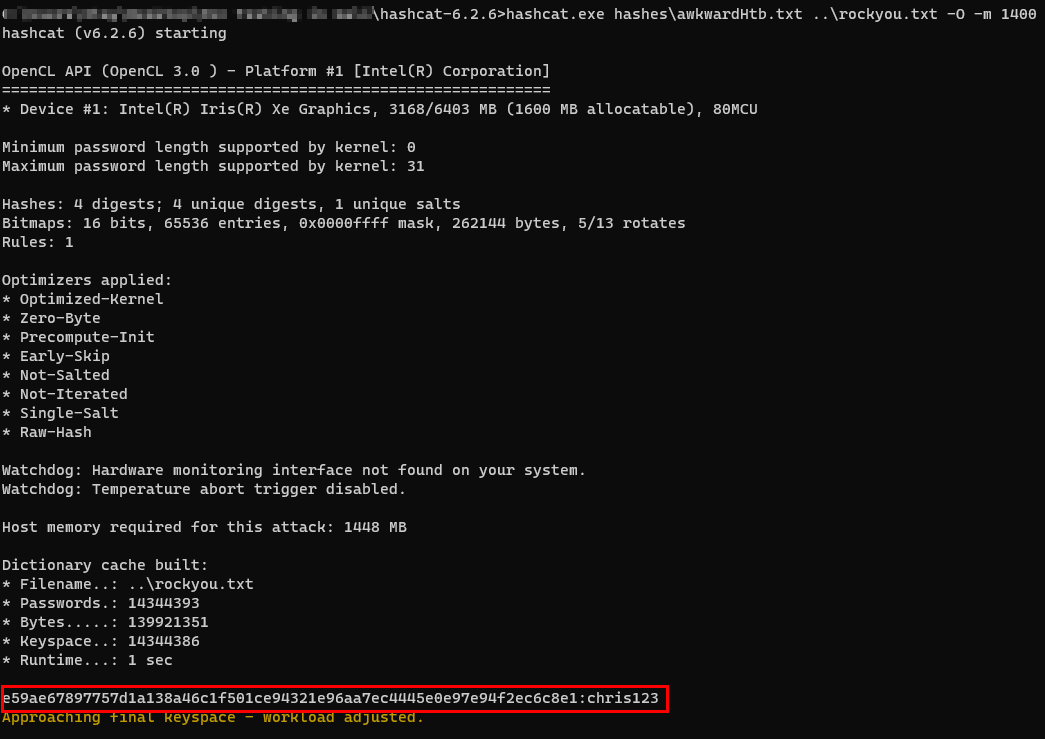 \hashcat-6.2.6>hashcat.exe hashes\awkwardHtb.txt ..\rockyou.txt -O -m 1400
hashcat (v6.2.6) starting
OpenCL API (OpenCL 3.0 ) - Platform #1 [Intel(R) Corporation]
=============================================================
* Device #1: Intel(R) Iris(R) Xe Graphics, 3168/6403 MB (1600 MB allocatable), 80MCU
Minimum password length supported by kernel: 0
Maximum password length supported by kernel: 31
Hashes: 4 digests; 4 unique digests, 1 unique salts
Bitmaps: 16 bits, 65536 entries, 0x0000ffff mask, 262144 bytes, 5/13 rotates
Rules: 1
Optimizers applied:
* Optimized-Kernel
* Zero-Byte
* Precompute-Init
* Early-Skip
* Not-Salted
* Not-Iterated
* Single-Salt
* Raw-Hash
Watchdog: Hardware monitoring interface not found on your system.
Watchdog: Temperature abort trigger disabled.
Host memory required for this attack: 1448 MB
Dictionary cache built:
* Filename..: ..\rockyou.txt
* Passwords.: 14344393
* Bytes.....: 139921351
* Keyspace..: 14344386
* Runtime...: 1 sec
e59ae67897757d1a138a46c1f501ce94321e96aa7ec4445e0e97e94f2ec6c8e1:chris123
Approaching final keyspace - workload adjusted.